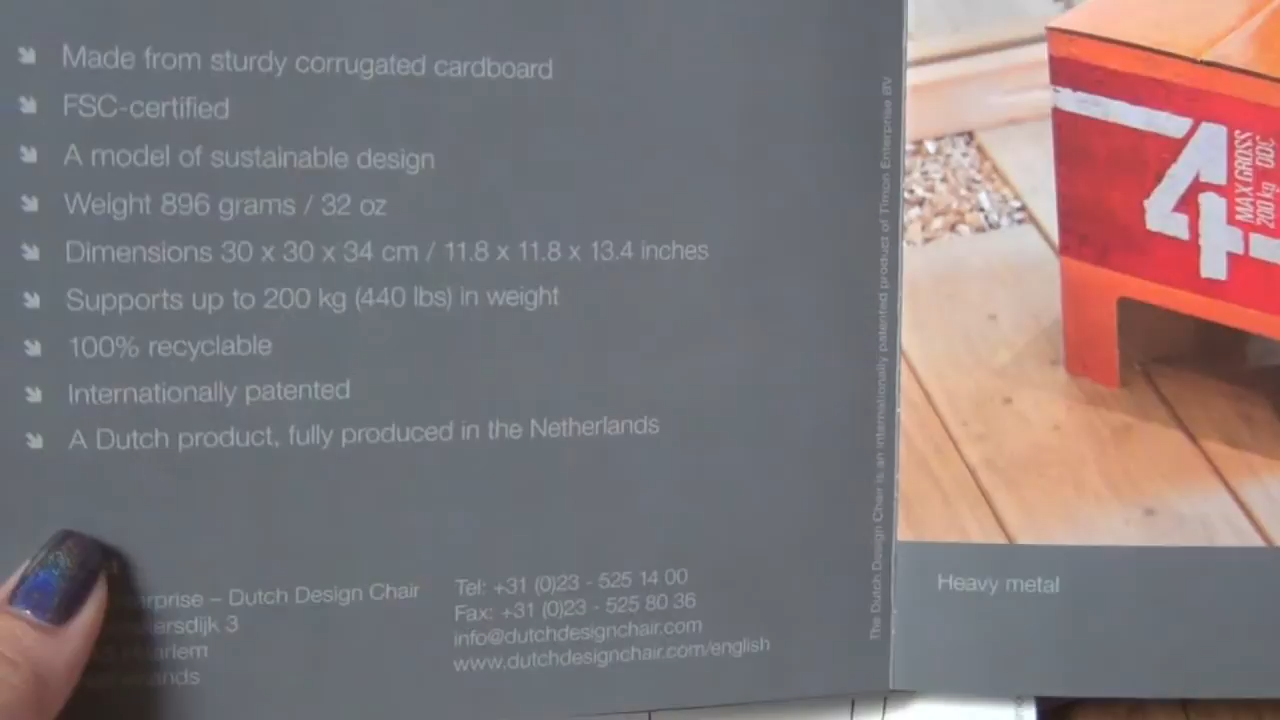 Made from sturdy corrugated cardboard
FSC-certified
A model of sustainable design
Weight 896 grams / 32 oz
Dimensions 30 x 30 x 34 cm / 11.8 x 11.8 x 13.4 inches
Supports up to 200 kg (440 lbs) in weight
100% recyclable
Internationally patented
A Dutch product, fully produced in the Netherlands
– Dutch Design Chair
3
Tel: +31 (0)23 - 525 14 00
Fax: +31 (0)23 - 525 80 36
info@dutchdesignchair.com
www.dutchdesignchair.com/english
The Dutch Design Chair is an internationally patented product of Timon Enterprise BV
4
MAX.GROSS
200 kg
Heavy metal